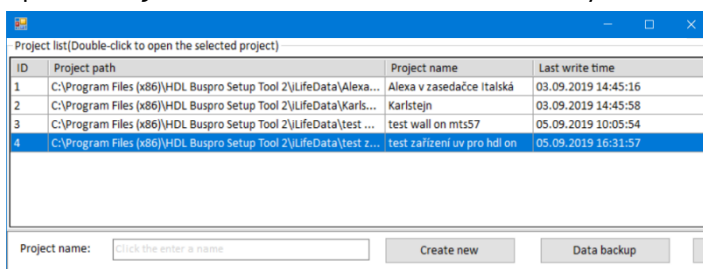 Project list(Double-click to open the selected project)
ID Project path Project name Last write time
1 C:\Program Files (x86)\HDL Buspro Setup Tool 2\iLifeData\Alexa... Alexa v zasedačce Italská 03.09.2019 14:45:16
2 C:\Program Files (x86)\HDL Buspro Setup Tool 2\iLifeData\Karls... Karlstejn 03.09.2019 14:45:58
3 C:\Program Files (x86)\HDL Buspro Setup Tool 2\iLifeData\test ... test wall on mts57 05.09.2019 10:05:54
4 C:\Program Files (x86)\HDL Buspro Setup Tool 2\iLifeData\test z... test zařízení uv pro hdl on 05.09.2019 16:31:57
Project name: Click the enter a name Create new Data backup